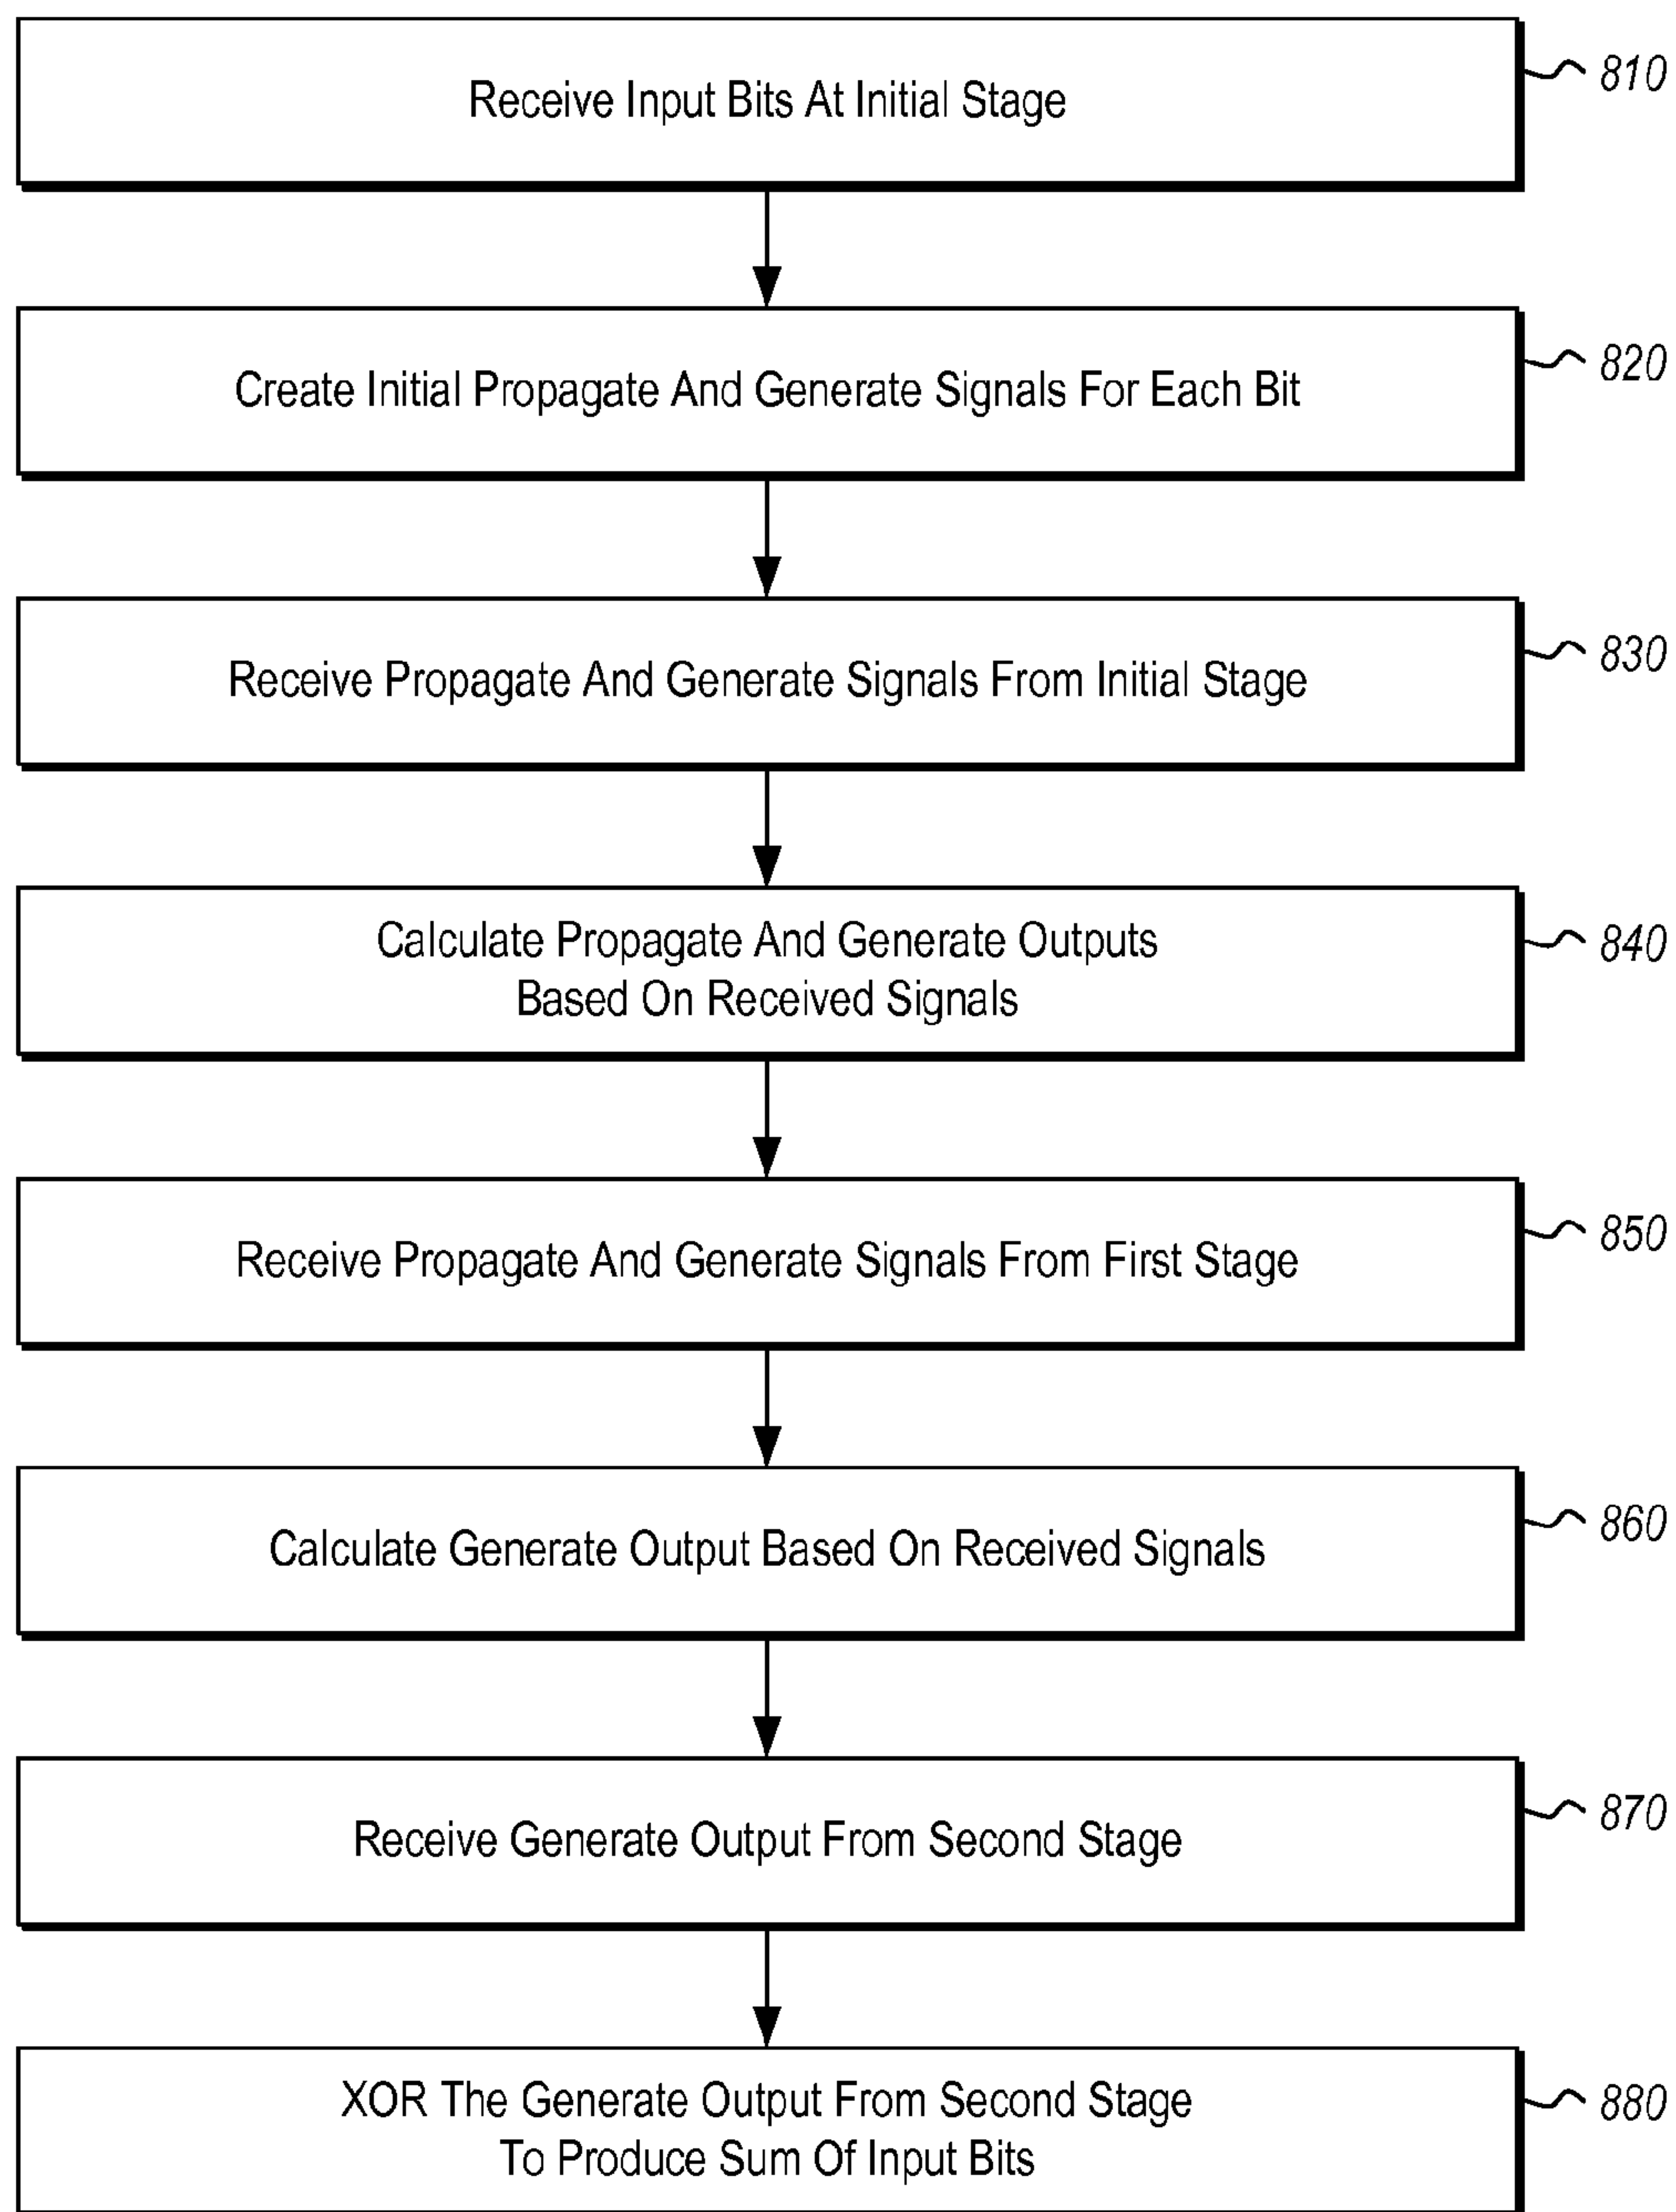 Receive Input Bits At Initial Stage
810
Create Initial Propagate And Generate Signals For Each Bit
820
Receive Propagate And Generate Signals From Initial Stage
830
Calculate Propagate And Generate Outputs
Based On Received Signals
840
Receive Propagate And Generate Signals From First Stage
850
Calculate Generate Output Based On Received Signals
860
Receive Generate Output From Second Stage
870
XOR The Generate Output From Second Stage
To Produce Sum Of Input Bits
880